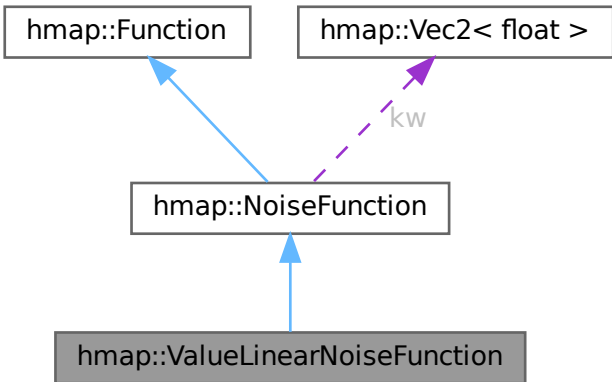 hmap::Function
hmap::Vec2< float >
kw
hmap::NoiseFunction
hmap::ValueLinearNoiseFunction